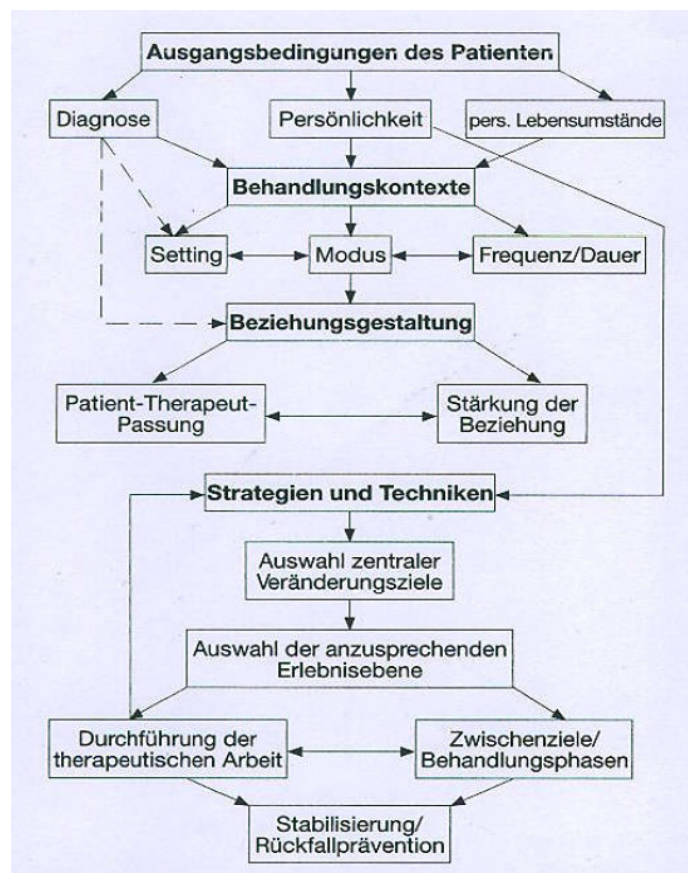 Ausgangsbedingungen des Patienten
Diagnose
Persönlichkeit
pers. Lebensumstände
Behandlungskontexte
Setting
Modus
Frequenz/Dauer
Beziehungsgestaltung
Patient-Therapeut-
Passung
Stärkung der
Beziehung
Strategien und Techniken
Auswahl zentraler
Veränderungsziele
Auswahl der anzusprechenden
Erlebnisebene
Durchführung der
therapeutischen Arbeit
Zwischenziele/
Behandlungsphasen
Stabilisierung/
Rückfallprävention